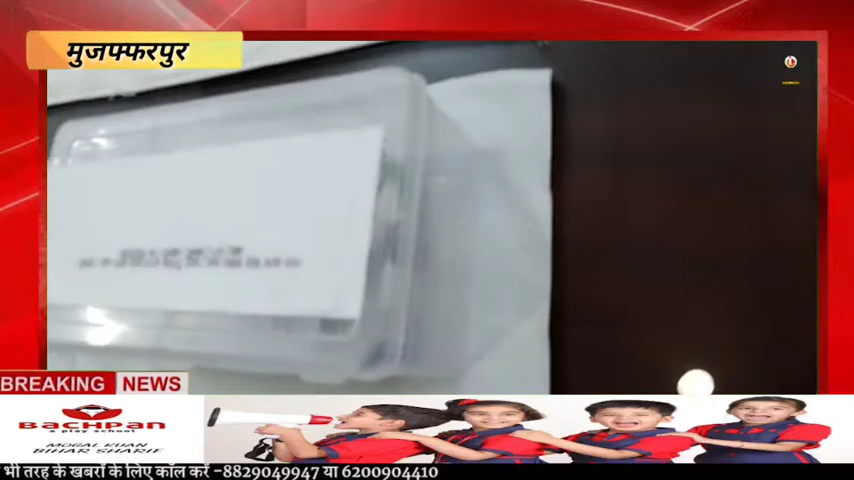 मुजफ्फरपुर
BREAKING NEWS
BACHPAN
a play school
MOGAL KUAN
BIHAR SHARIF
भी तरह के खबरों के लिए कॉल करें -8829049947 या 6200904410